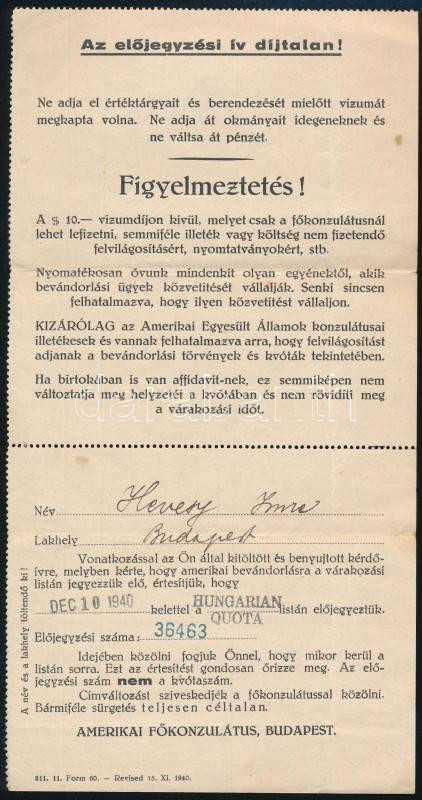 Az előjegyzési ív díjtalan!
Ne adja el értéktárgyait és berendezését mielőtt vizumát
megkapta volna. Ne adja át okmányait idegeneknek és
ne váltsa át pénzét.
Figyelmeztetés!
A $ 10.— vizumdíjon kívül, melyet csak a főkonzulátusnál
lehet lefizetni, semmiféle illeték vagy költség nem fizetendő
felvilágosításért, nyomtatványokért, stb.
Nyomatékosan óvunk mindenkit olyan egyénektől, akik
bevándorlási ügyek közvetítését vállalják. Senki sincsen
felhatalmazva, hogy ilyen közvetítést vállaljon.
KIZÁRÓLAG az Amerikai Egyesült Államok konzulátusai
illetékesek és vannak felhatalmazva arra, hogy felvilágosítást
adjanak a bevándorlási törvények és kvóták tekintetében.
Ha birtokában is van affidavit-nek, ez semmiképen nem
változtatja meg helyzetét a kvótában és nem rövidíti meg
a várakozási időt.
darabanth
Név Hevesy Imre
Lakhely Budapest
Vonatkozással az Ön által kitöltött és benyujtott kérdő-
ívre, melyben kérte, hogy amerikai bevándorlásra a várakozási
listán jegyezzük elő, értesítjük, hogy
DEC 10 1940 kelettel a HUNGARIAN QUOTA listán előjegyeztük.
Előjegyzési száma: 36463
Idejében közölni fogjuk Önnel, hogy mikor kerül a
listán sorra. Ezt az értesítést gondosan őrizze meg. Az elő-
jegyzési szám nem a kvótaszám.
Címváltozást sziveskedjék a főkonzulátussal közölni.
Bármiféle sürgetés teljesen céltalan.
AMERIKAI FŐKONZULÁTUS, BUDAPEST.
A név és a lakhely töltendő ki!
811. 11. Form 60. — Revised 15. XI. 1940.